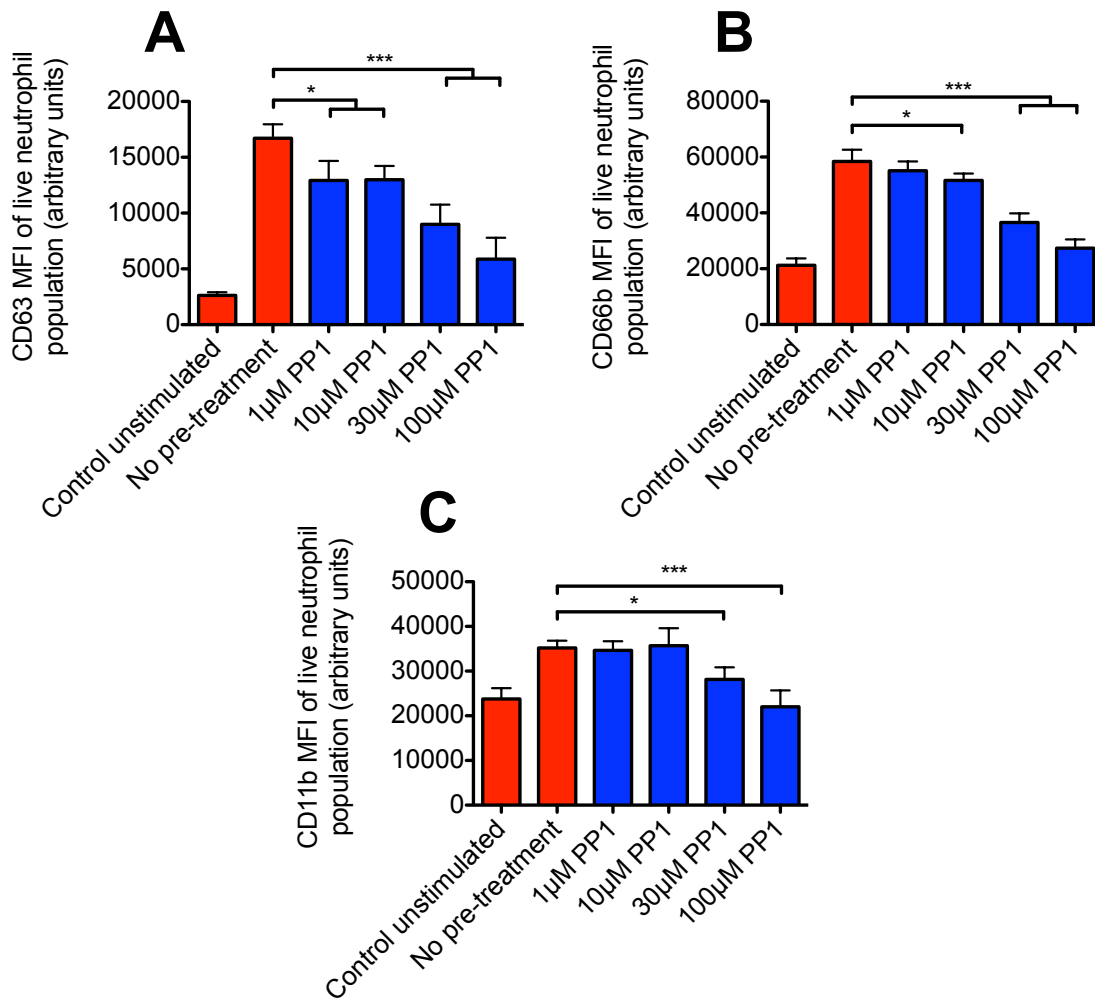 A
CD63 MFI of live neutrophil
population (arbitrary units)
20000
15000
10000
5000
0
***
*
Control unstimulated
No pre-treatment
1µM PP1
10µM PP1
30µM PP1
100µM PP1
B
CD66b MFI of live neutrophil
population (arbitrary units)
80000
60000
40000
20000
0
***
*
Control unstimulated
No pre-treatment
1µM PP1
10µM PP1
30µM PP1
100µM PP1
C
CD11b MFI of live neutrophil
population (arbitrary units)
50000
40000
30000
20000
10000
0
***
*
Control unstimulated
No pre-treatment
1µM PP1
10µM PP1
30µM PP1
100µM PP1